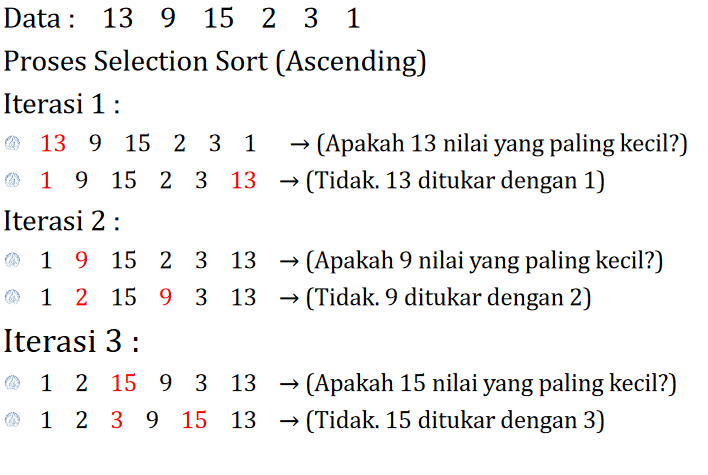 Data : 13 9 15 2 3 1
Proses Selection Sort (Ascending)
Iterasi 1 :
13 9 15 2 3 1 → (Apakah 13 nilai yang paling kecil?)
1 9 15 2 3 13 → (Tidak. 13 ditukar dengan 1)
Iterasi 2 :
1 9 15 2 3 13 → (Apakah 9 nilai yang paling kecil?)
1 2 15 9 3 13 → (Tidak. 9 ditukar dengan 2)
Iterasi 3 :
1 2 15 9 3 13 → (Apakah 15 nilai yang paling kecil?)
1 2 3 9 15 13 → (Tidak. 15 ditukar dengan 3)